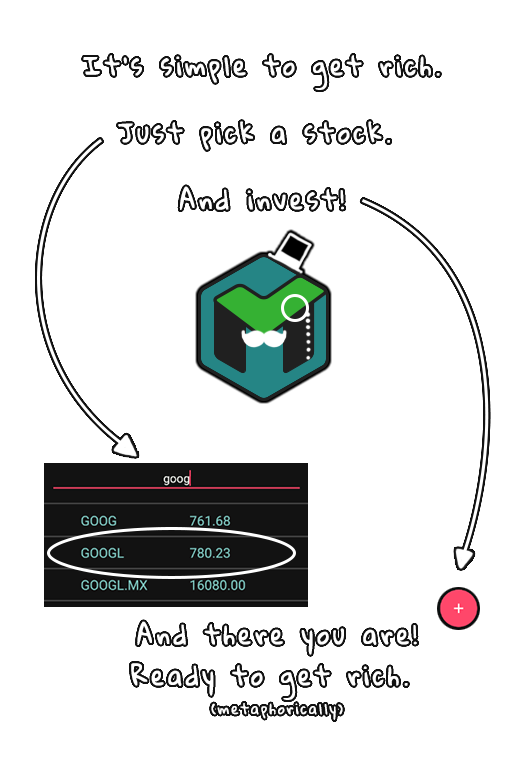 It's simple to get rich.
Just pick a stock.
And invest!
goog
GOOG 761.68
GOOGL 780.23
GOOGL.MX 16080.00
+
And there you are!
Ready to get rich.
(metaphorically)